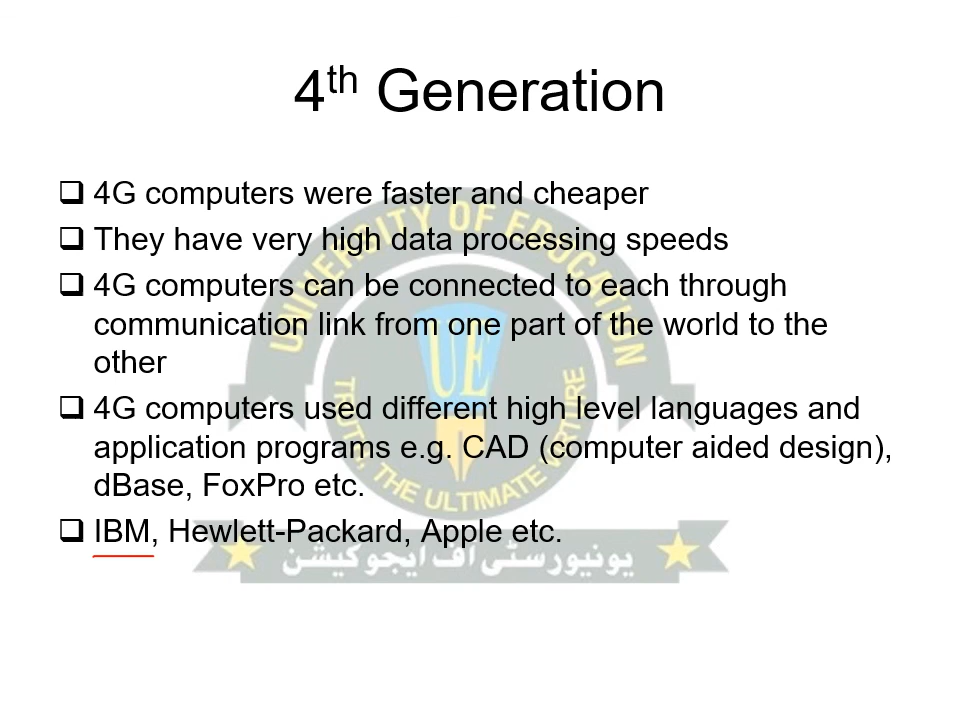 4th Generation
❑ 4G computers were faster and cheaper
❑ They have very high data processing speeds
❑ 4G computers can be connected to each through
communication link from one part of the world to the
other
❑ 4G computers used different high level languages and
application programs e.g. CAD (computer aided design),
dBase, FoxPro etc.
❑ IBM, Hewlett-Packard, Apple etc.
UNIVERSITY OF EDUCATION
UE
TRUTH, THE ULTIMATE VIRTUE
یونیورسٹی آف ایجوکیشن